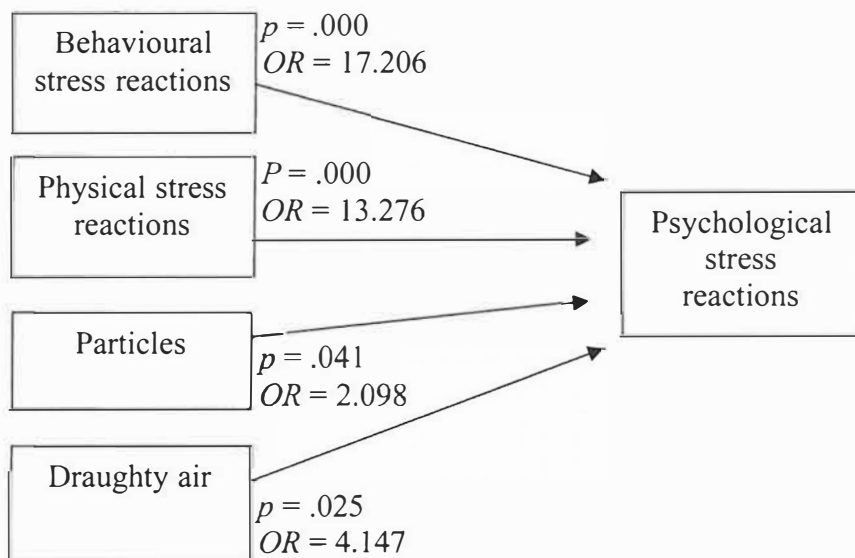 Behavioural
stress reactions
p = .000
OR = 17.206
Physical stress
reactions
P = .000
OR = 13.276
Particles
p = .041
OR = 2.098
Draughty air
p = .025
OR = 4.147
Psychological
stress
reactions